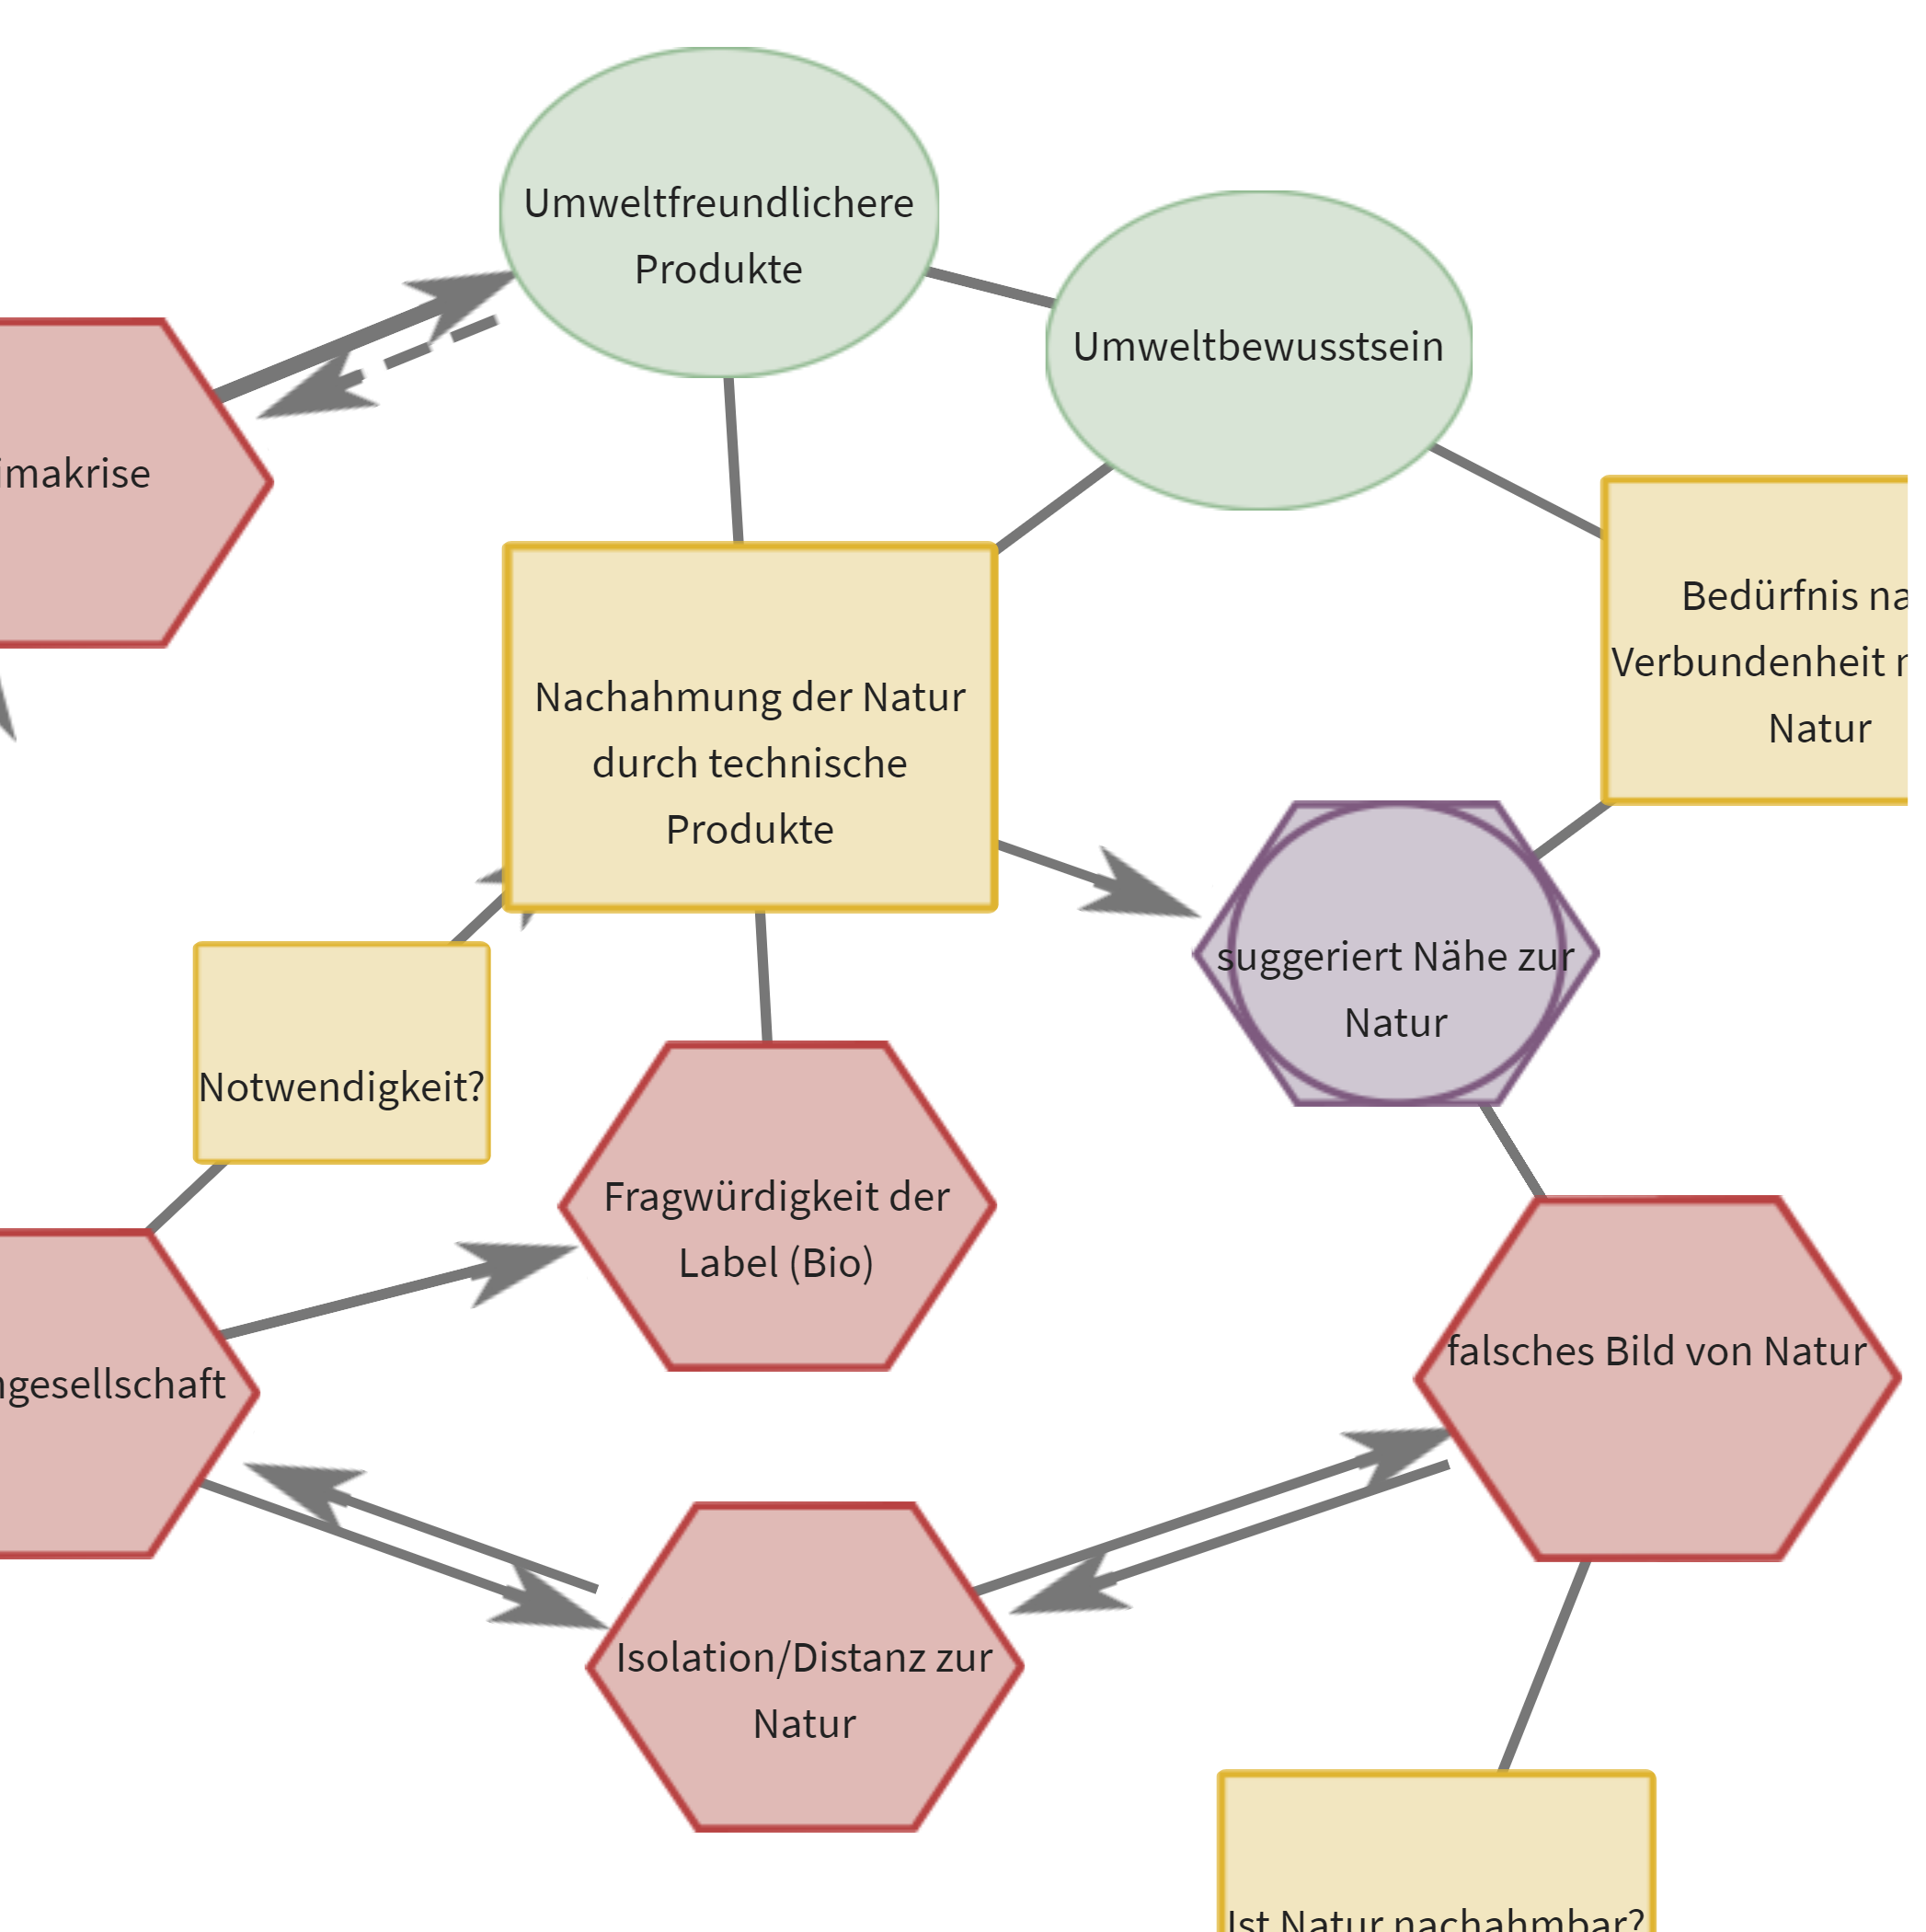 Umweltfreundlichere
Produkte
Umweltbewusstsein
imakrise
Bedürfnis na
Verbundenheit
Natur
Nachahmung der Natur
durch technische
Produkte
suggeriert Nähe zur
Natur
Notwendigkeit?
Fragwürdigkeit der
Label (Bio)
falsches Bild von Natur
ngesellschaft
Isolation/Distanz zur
Natur
Ist Natur nachahmbar?